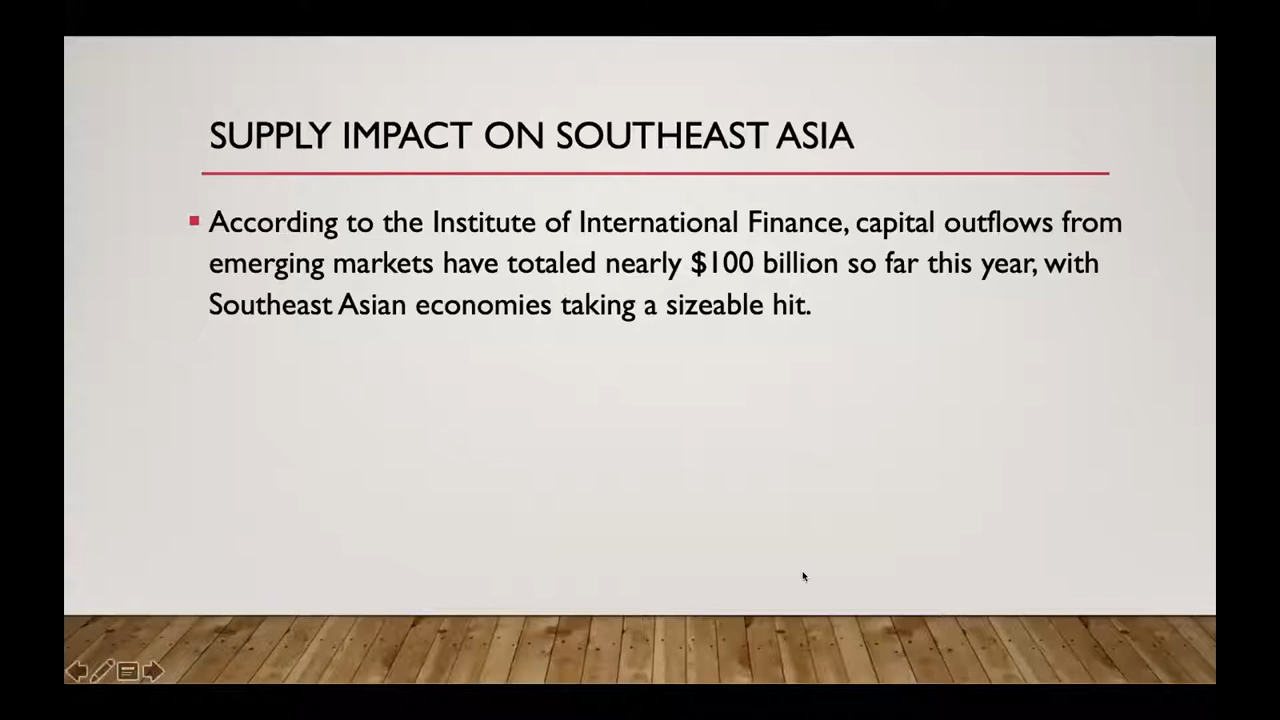 SUPPLY IMPACT ON SOUTHEAST ASIA
According to the Institute of International Finance, capital outflows from
emerging markets have totaled nearly $100 billion so far this year, with
Southeast Asian economies taking a sizeable hit.